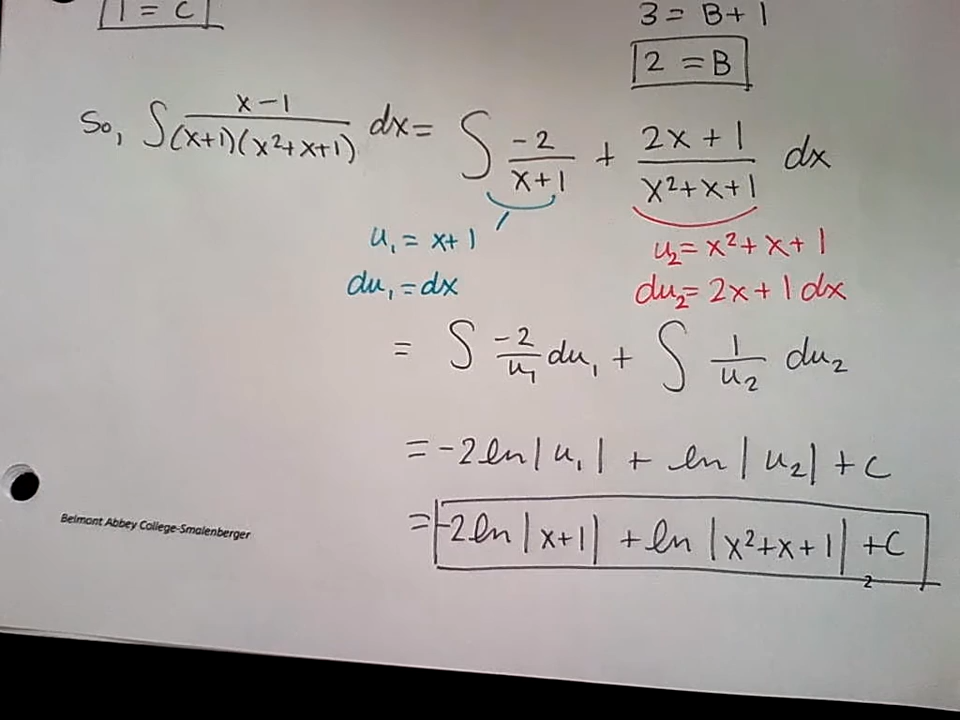 1 = C
3 = B+1
2 = B
So, ∫ x-1/(x+1)(x²+x+1) dx = ∫ -2/x+1 + 2x+1/x²+x+1 dx
u₁ = x+1
u₂ = x²+x+1
du₁ = dx
du₂ = 2x+1 dx
= ∫ -2/u₁ du₁ + ∫ 1/u₂ du₂
= -2 ln|u₁| + ln|u₂| + C
= -2 ln|x+1| + ln|x²+x+1| + C
Belmont Abbey College-Smalenberger
2